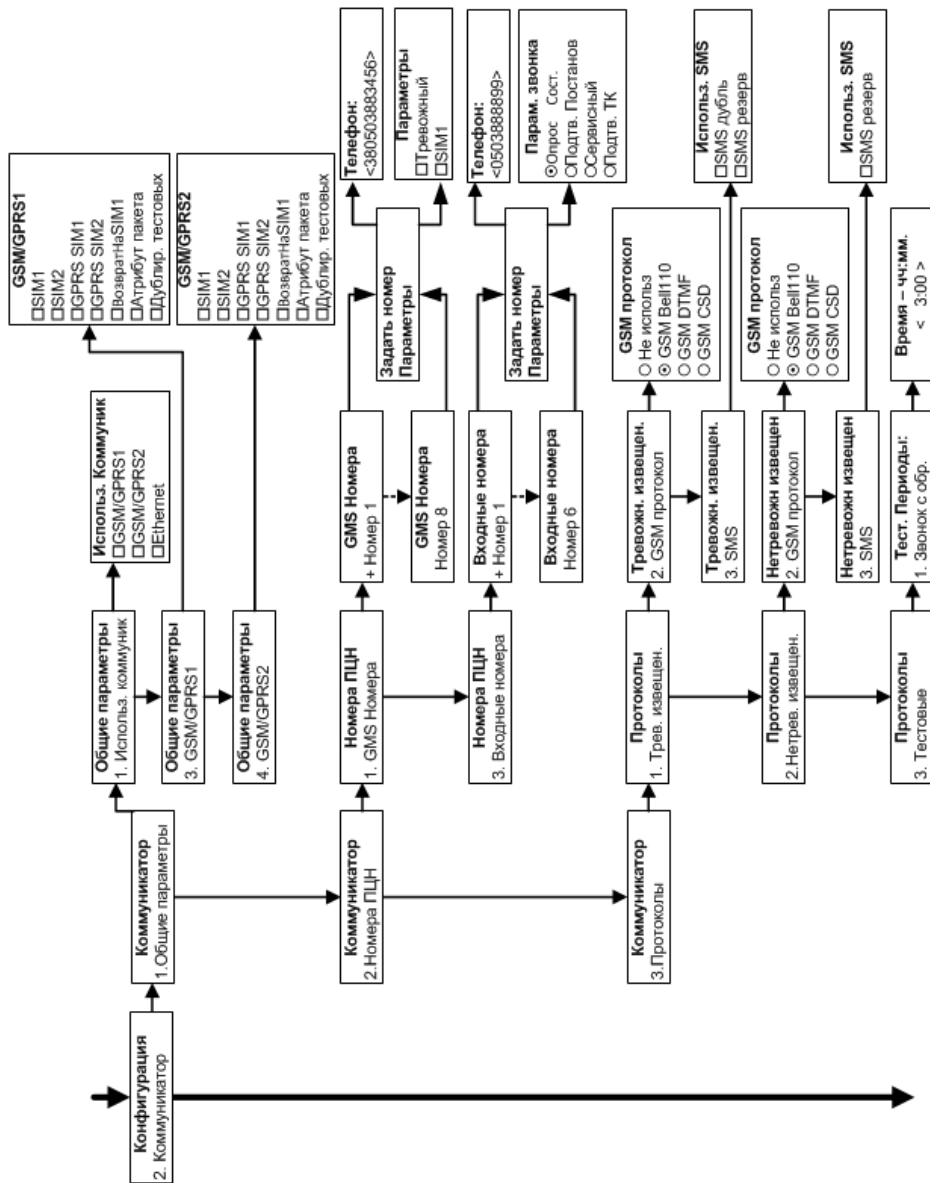 Конфигурация
2. Коммуникатор
Коммуникатор
1.Общие параметры
Общие параметры
1. Использ. коммуник
Использ. Коммуник
□GSM/GPRS1
□GSM/GPRS2
□Ethernet
Общие параметры
3. GSM/GPRS1
GSM/GPRS1
□SIM1
□SIM2
□GPRS SIM1
□GPRS SIM2
□ВозвратНаSIM1
□Атрибут пакета
□Дублир. тестовых
Общие параметры
4. GSM/GPRS2
GSM/GPRS2
□SIM1
□SIM2
□GPRS SIM1
□GPRS SIM2
□ВозвратНаSIM1
□Атрибут пакета
□Дублир. тестовых
Коммуникатор
2.Номера ПЦН
Номера ПЦН
1. GMS Номера
GMS Номера
+ Номер 1
GMS Номера
Номер 8
Задать номер
Параметры
Телефон:
<380503883456>
Параметры
□Тревожный
□SIM1
Номера ПЦН
3. Входные номера
Входные номера
+ Номер 1
Входные номера
Номер 6
Задать номер
Параметры
Телефон:
<0503888899>
Парам. звонка
⊙Опрос Сост.
○Подтв. Постанов
○Сервисный
○Подтв. ТК
Коммуникатор
3.Протоколы
Протоколы
1. Трев. извещен.
Тревожн. извещен.
2. GSM протокол
GSM протокол
○ Не использ
⊙ GSM Bell110
○ GSM DTMF
○ GSM CSD
Тревожн. извещен.
3. SMS
Использ. SMS
□SMS дубль
□SMS резерв
Протоколы
2.Нетрев. извещен.
Нетревожн извещен
2. GSM протокол
GSM протокол
○ Не использ
⊙ GSM Bell110
○ GSM DTMF
○ GSM CSD
Нетревожн извещен
3. SMS
Использ. SMS
□SMS резерв
Протоколы
3. Тестовые
Тест. Периоды:
1. Звонок с обр.
Время – чч:мм.
< 3:00 >